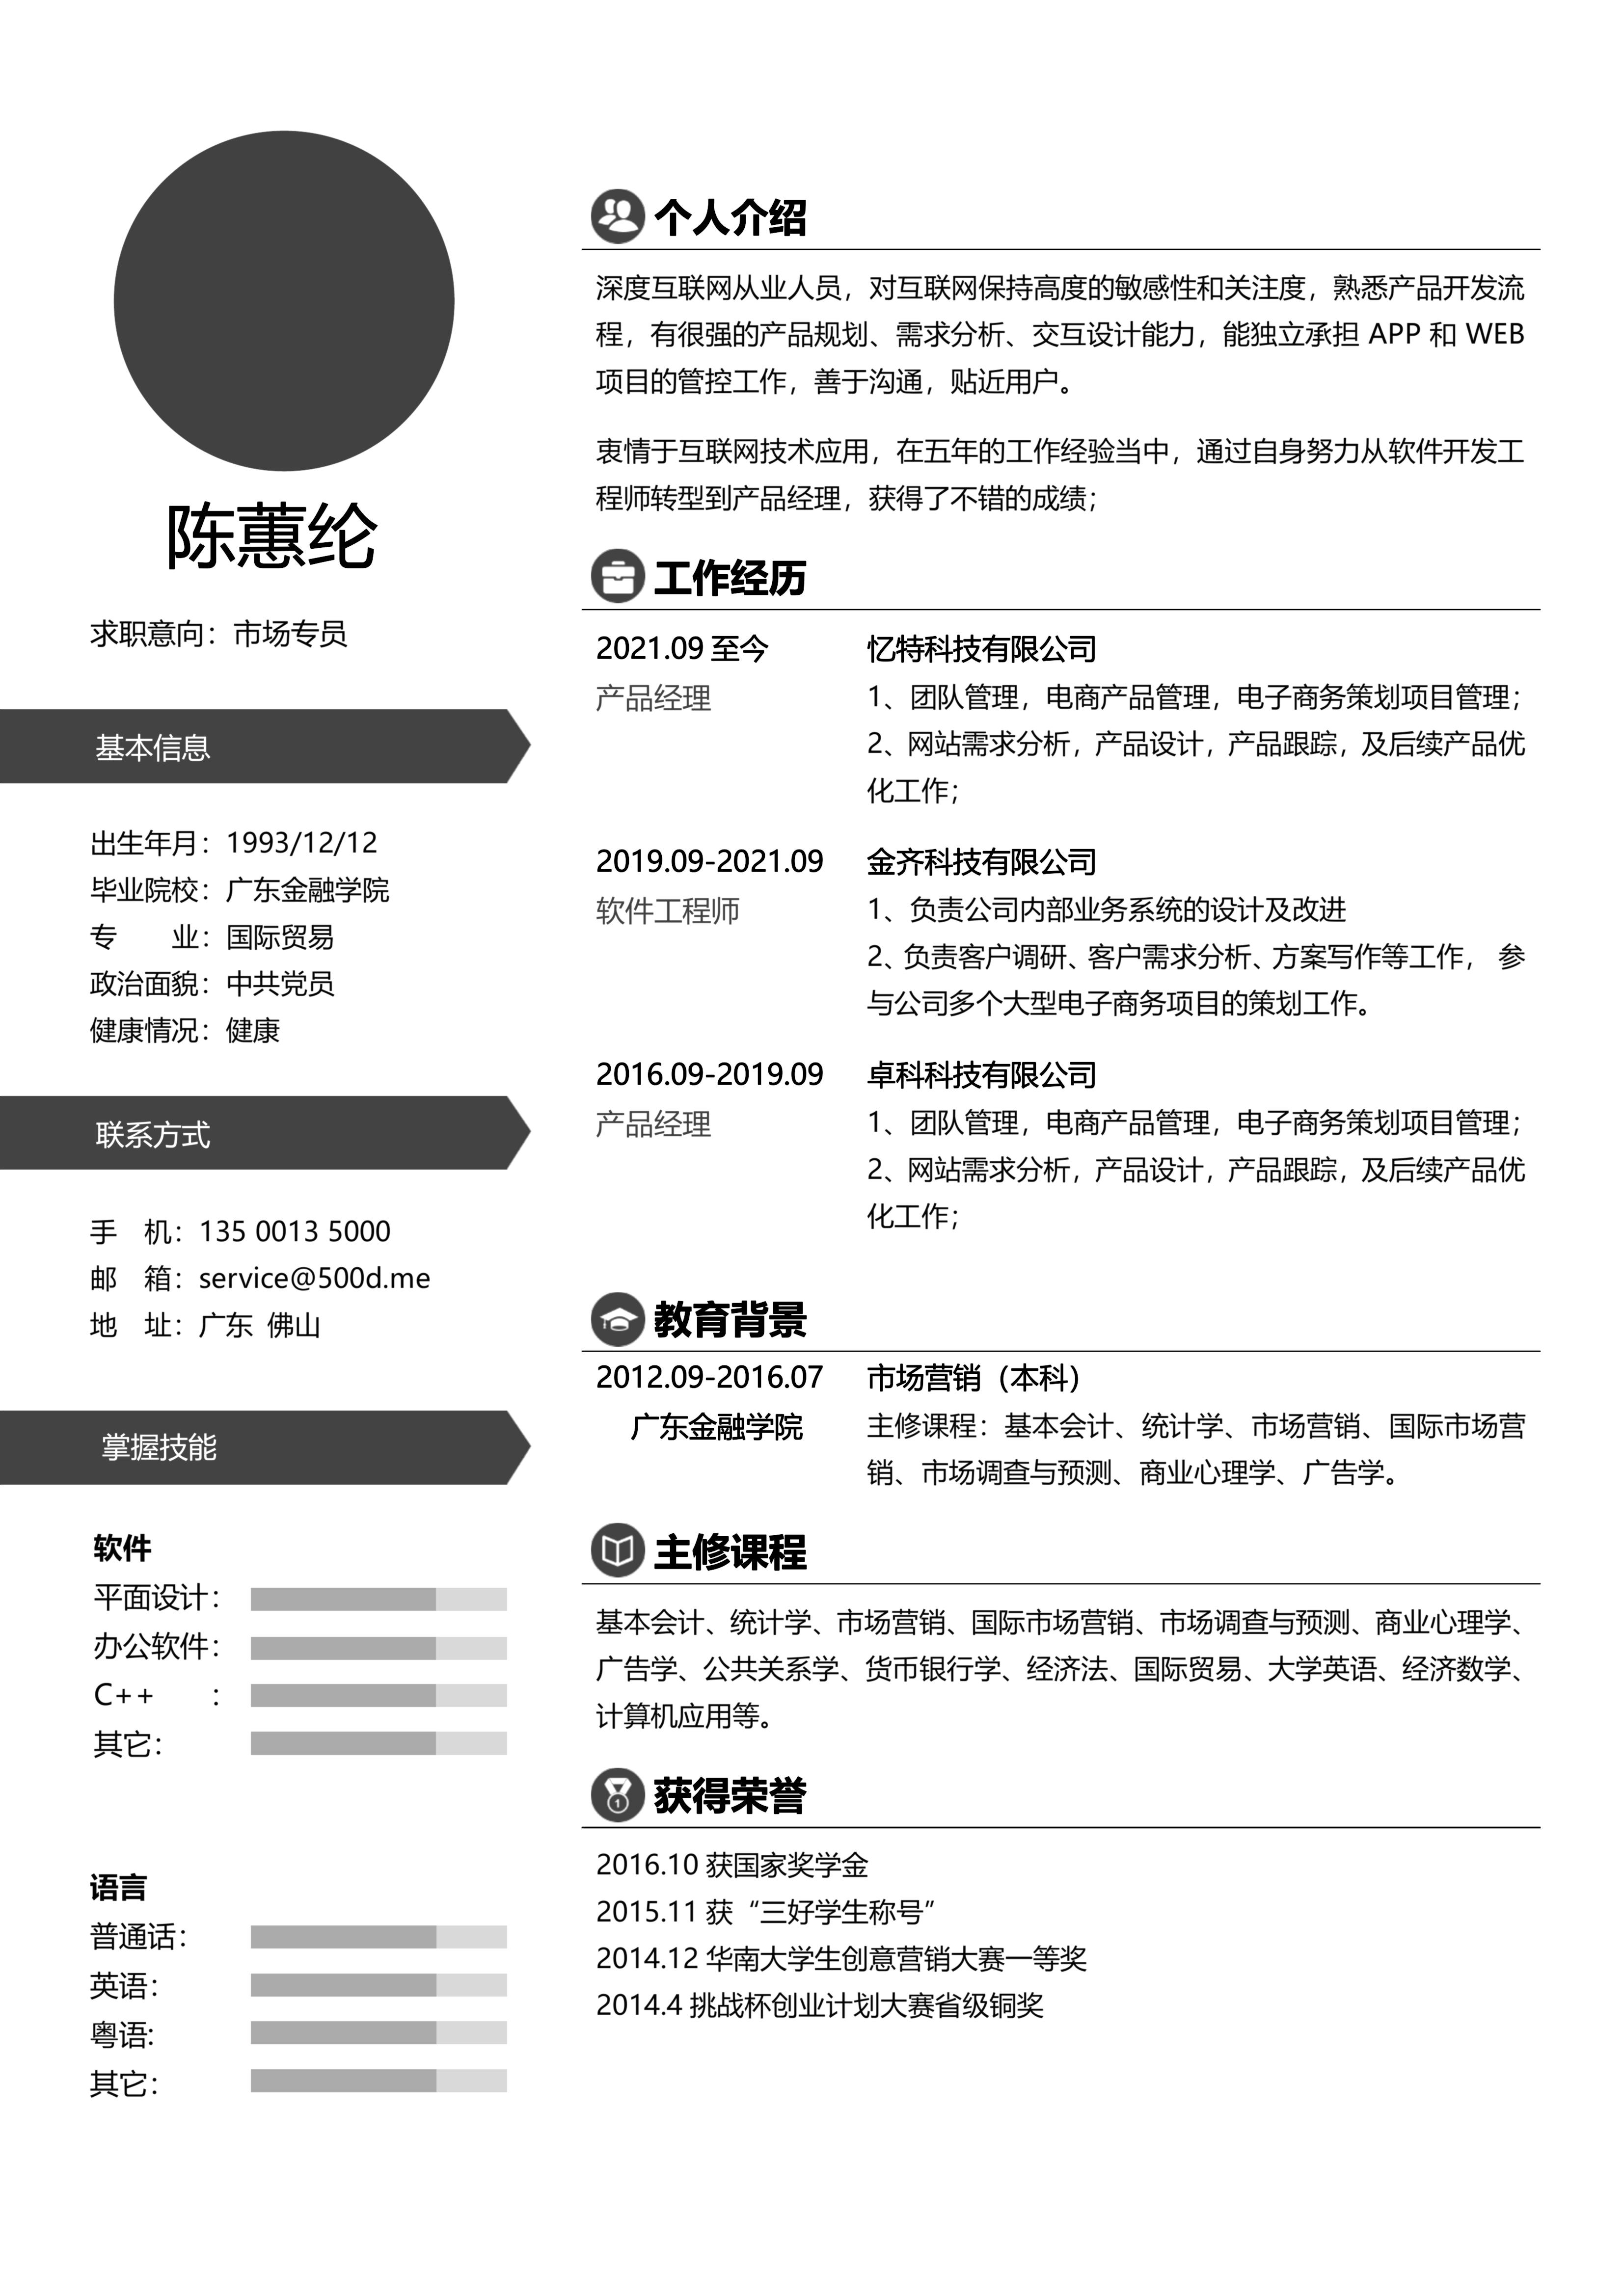 陈蕙纶
求职意向：市场专员
基本信息
出生年月：1993/12/12
毕业院校：广东金融学院
专　　业：国际贸易
政治面貌：中共党员
健康情况：健康
联系方式
手　机：135 0013 5000
邮　箱：service@500d.me
地　址：广东 佛山
掌握技能
软件
平面设计：
办公软件：
C++　　：
其它：
语言
普通话：
英语：
粤语：
其它：
个人介绍
深度互联网从业人员，对互联网保持高度的敏感性和关注度，熟悉产品开发流
程，有很强的产品规划、需求分析、交互设计能力，能独立承担 APP 和 WEB
项目的管控工作，善于沟通，贴近用户。
衷情于互联网技术应用，在五年的工作经验当中，通过自身努力从软件开发工
程师转型到产品经理，获得了不错的成绩；
工作经历
2021.09 至今　忆特科技有限公司
产品经理　1、团队管理，电商产品管理，电子商务策划项目管理；
2、网站需求分析，产品设计，产品跟踪，及后续产品优
化工作；
2019.09-2021.09　金齐科技有限公司
软件工程师　1、负责公司内部业务系统的设计及改进
2、负责客户调研、客户需求分析、方案写作等工作， 参
与公司多个大型电子商务项目的策划工作。
2016.09-2019.09　卓科科技有限公司
产品经理　1、团队管理，电商产品管理，电子商务策划项目管理；
2、网站需求分析，产品设计，产品跟踪，及后续产品优
化工作；
教育背景
2012.09-2016.07　市场营销（本科）
广东金融学院　主修课程：基本会计、统计学、市场营销、国际市场营
销、市场调查与预测、商业心理学、广告学。
主修课程
基本会计、统计学、市场营销、国际市场营销、市场调查与预测、商业心理学、
广告学、公共关系学、货币银行学、经济法、国际贸易、大学英语、经济数学、
计算机应用等。
1
获得荣誉
2016.10 获国家奖学金
2015.11 获“三好学生称号”
2014.12 华南大学生创意营销大赛一等奖
2014.4 挑战杯创业计划大赛省级铜奖